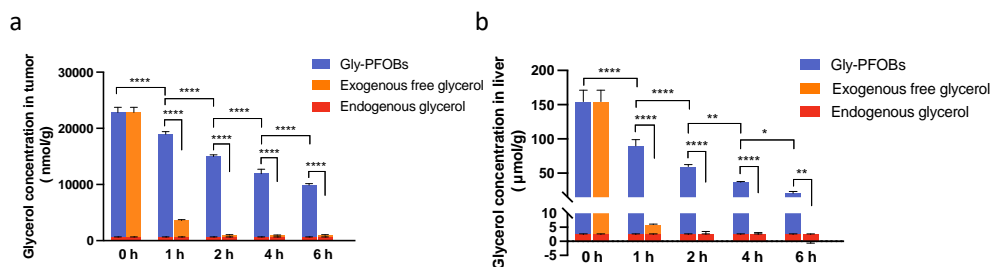 a
Glycerol concentration in tumor
( nmol/g)
30000
20000
10000
0
0 h
1 h
2 h
4 h
6 h
****
****
****
****
****
****
****
****
Gly-PFOBs
Exogenous free glycerol
Endogenous glycerol
b
Glycerol concentration in liver
( μmol/g)
200
150
100
50
10
5
0
-5
0 h
1 h
2 h
4 h
6 h
****
****
**
*
****
****
****
**
Gly-PFOBs
Exogenous free glycerol
Endogenous glycerol